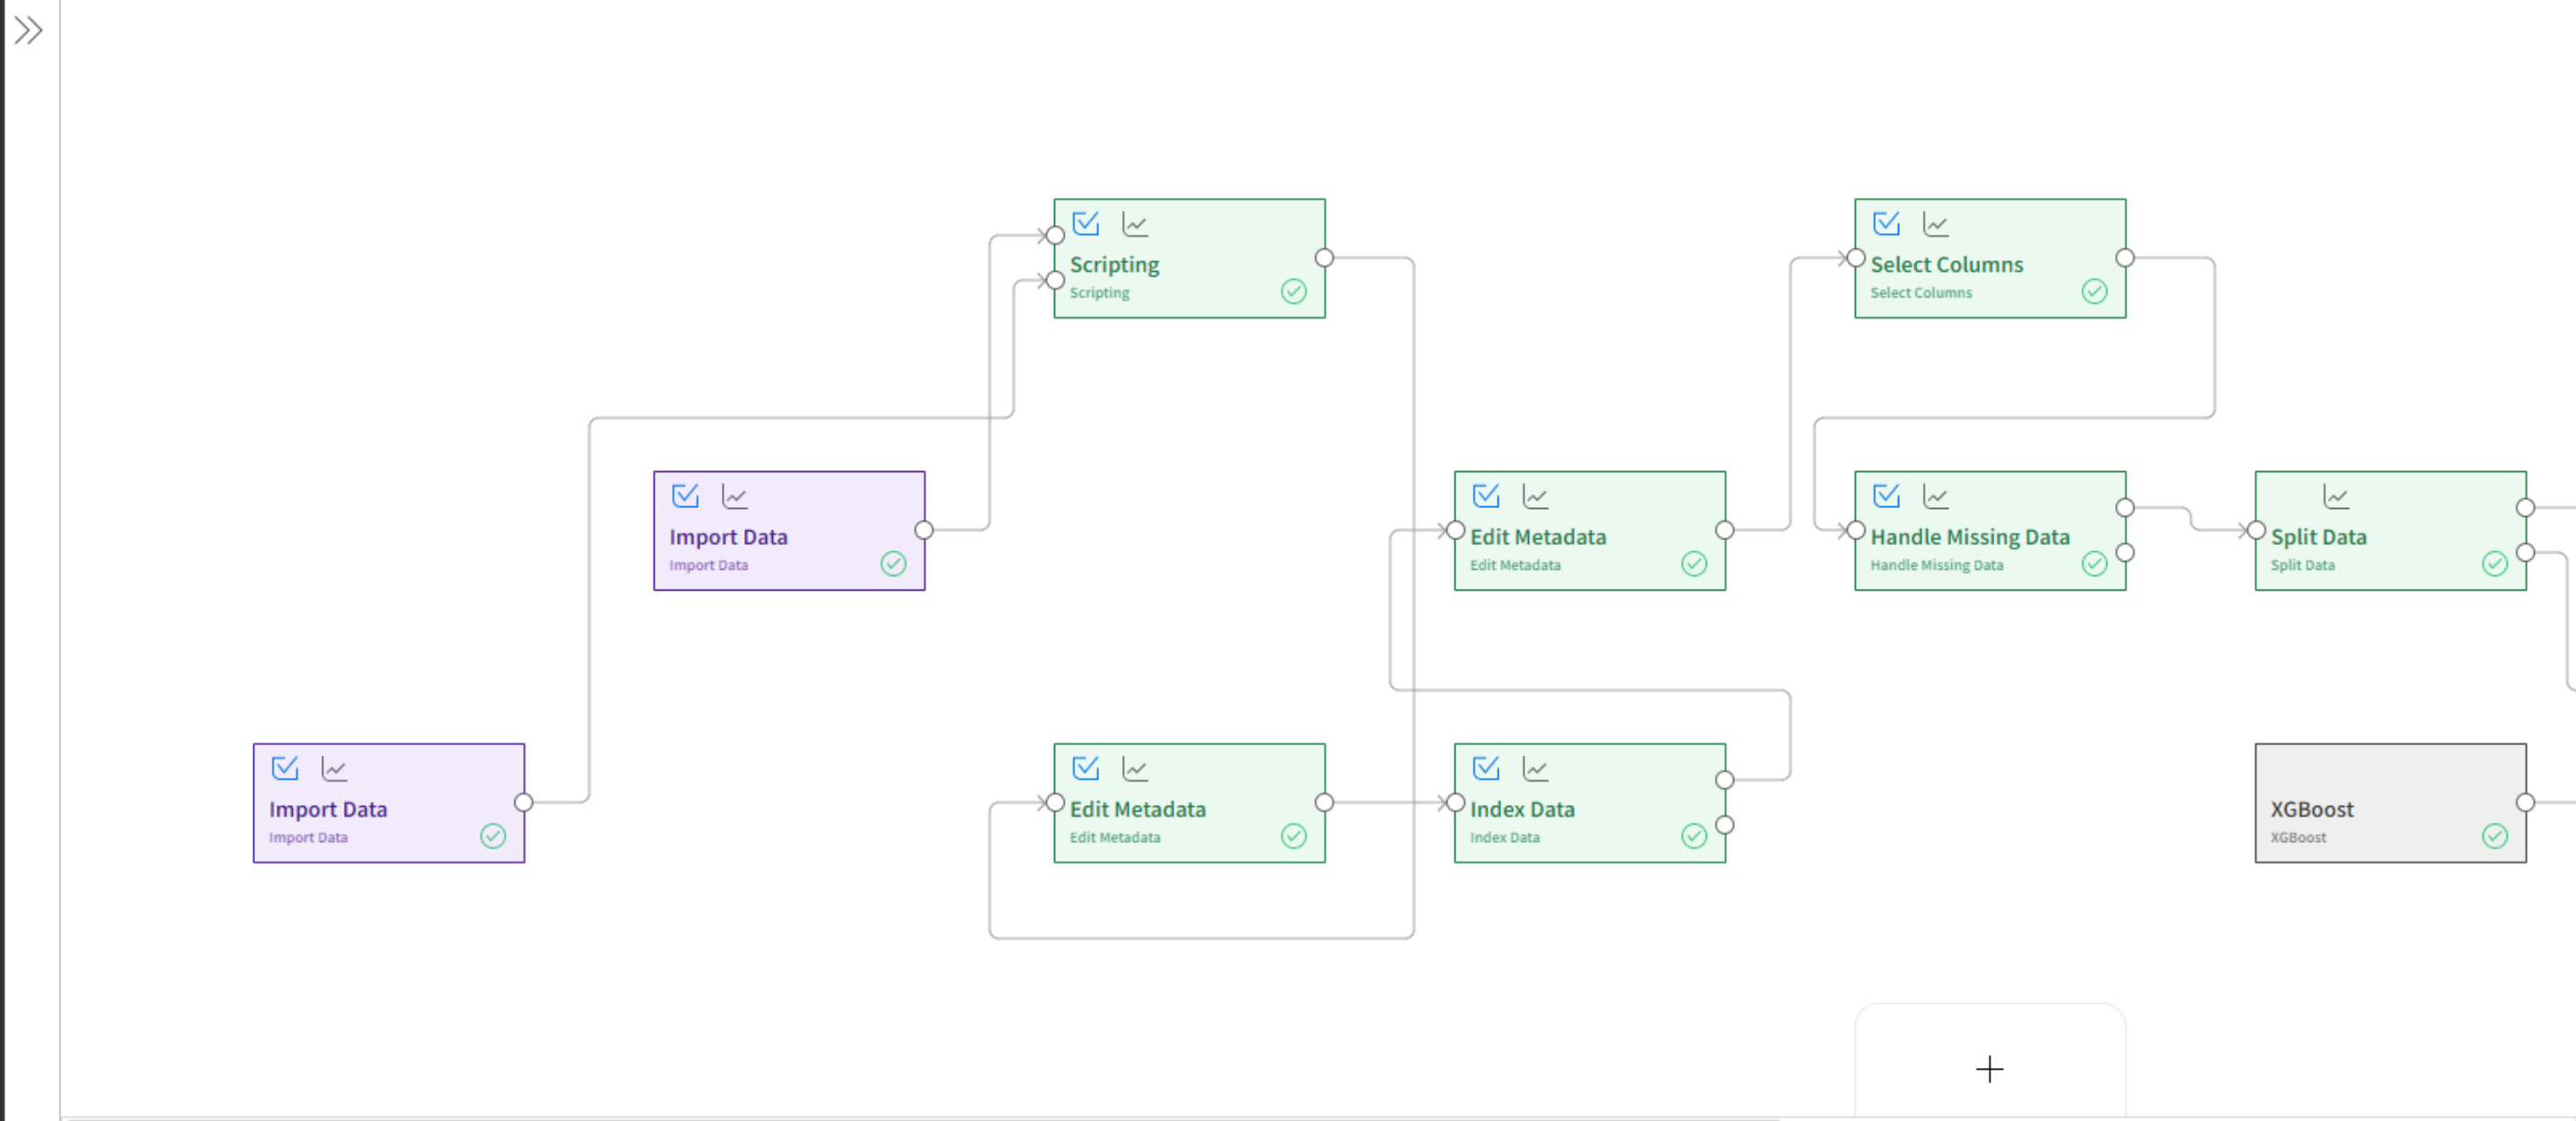 Scripting
Scripting
Select Columns
Select Columns
Import Data
Import Data
Edit Metadata
Edit Metadata
Handle Missing Data
Handle Missing Data
Split Data
Split Data
Import Data
Import Data
Edit Metadata
Edit Metadata
Index Data
Index Data
XGBoost
XGBoost